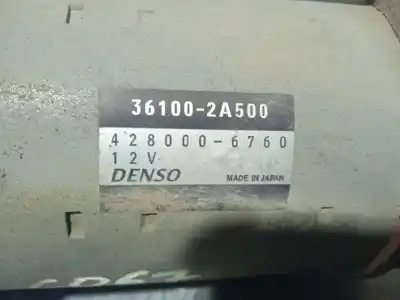 36100-2A500
428000-6760
12V
DENSO MADE IN JAPAN